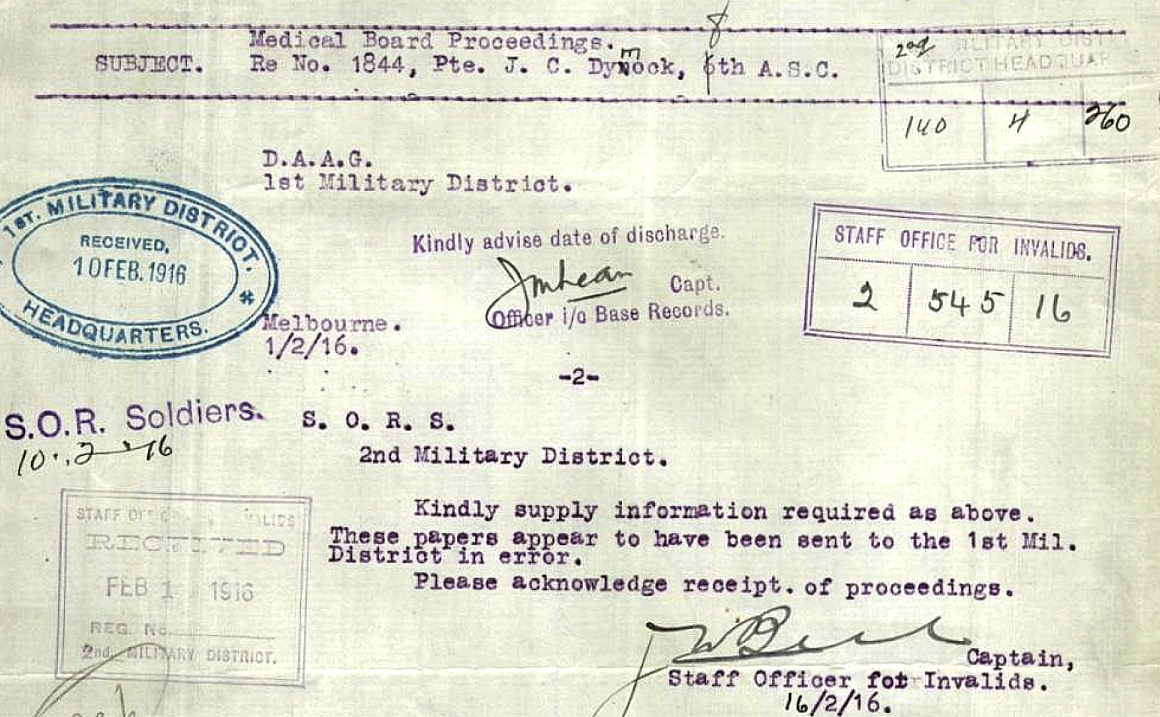 Medical Board Proceedings.
SUBJECT. Re No. 1844, Pte. J. C. Dymock, 8th A.S.C.
2nd MILITARY DIST
DISTRICT HEADQUAR
140 4 260
D.A.A.G.
1st Military District.
1ST. MILITARY DISTRICT.
RECEIVED,
10 FEB. 1916
HEADQUARTERS.
Kindly advise date of discharge.
Capt.
Officer i/c Base Records.
STAFF OFFICE FOR INVALIDS.
2 545 16
Melbourne.
1/2/16.
-2-
S.O.R. Soldiers.
10.2.16
S. O. R. S.
2nd Military District.
Kindly supply information required as above.
These papers appear to have been sent to the 1st Mil.
District in error.
Please acknowledge receipt. of proceedings.
STAFF INVALIDS
RECEIVED
FEB 1 1916
REG. No.
2nd. MILITARY DISTRICT.
Captain,
Staff Officer for Invalids.
16/2/16.